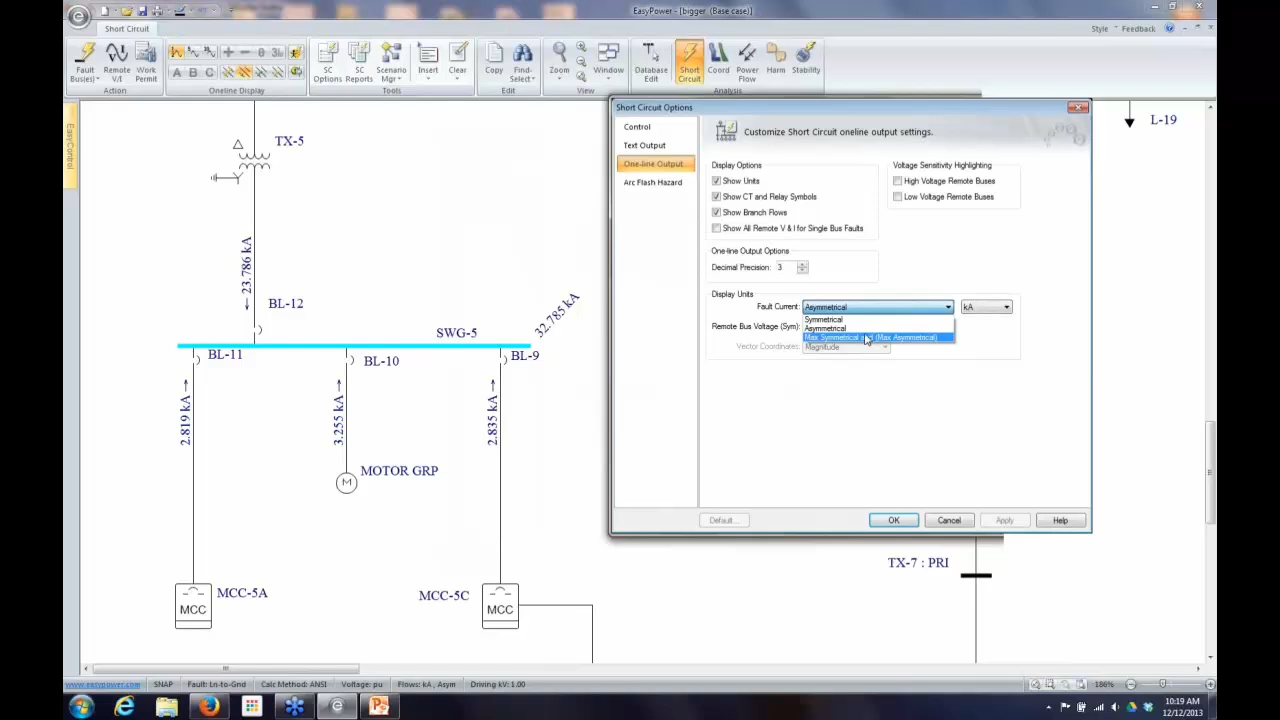 EasyPower - [bigger (Base case)]
Short Circuit
Style
Feedback
Fault Bus(es)
Remote V/I
Work Permit
Action
A B C
3I0
Oneline Display
SC Options
SC Reports
Scenario Mgr
Insert
Clear
Tools
Copy
Find-Select
Edit
Zoom
Window
View
Database Edit
Short Circuit
Coord
Power Flow
Harm
Stability
Analysis
EasyControl
TX-5
23.786 kA
BL-12
SWG-5
32.785 kA
BL-11
BL-10
BL-9
2.819 kA
3.255 kA
2.835 kA
MOTOR GRP
M
MCC
MCC-5A
MCC-5C
MCC
L-19
TX-7 : PRI
Short Circuit Options
Control
Text Output
One-line Output
Arc Flash Hazard
Customize Short Circuit oneline output settings.
Display Options
Show Units
Show CT and Relay Symbols
Show Branch Flows
Show All Remote V & I for Single Bus Faults
Voltage Sensitivity Highlighting
High Voltage Remote Buses
Low Voltage Remote Buses
One-line Output Options
Decimal Precision: 3
Display Units
Fault Current: Asymmetrical kA
Symmetrical
Asymmetrical
Remote Bus Voltage (Sym):
(Max Asymmetrical)
Vector Coordinates: Magnitude
Default...
OK
Cancel
Apply
Help
www.easypower.com
SNAP
Fault: Ln-to-Gnd
Calc Method: ANSI
Voltage: pu
Flows: kA , Asym
Driving kV: 1.00
186%
10:19 AM
12/12/2013